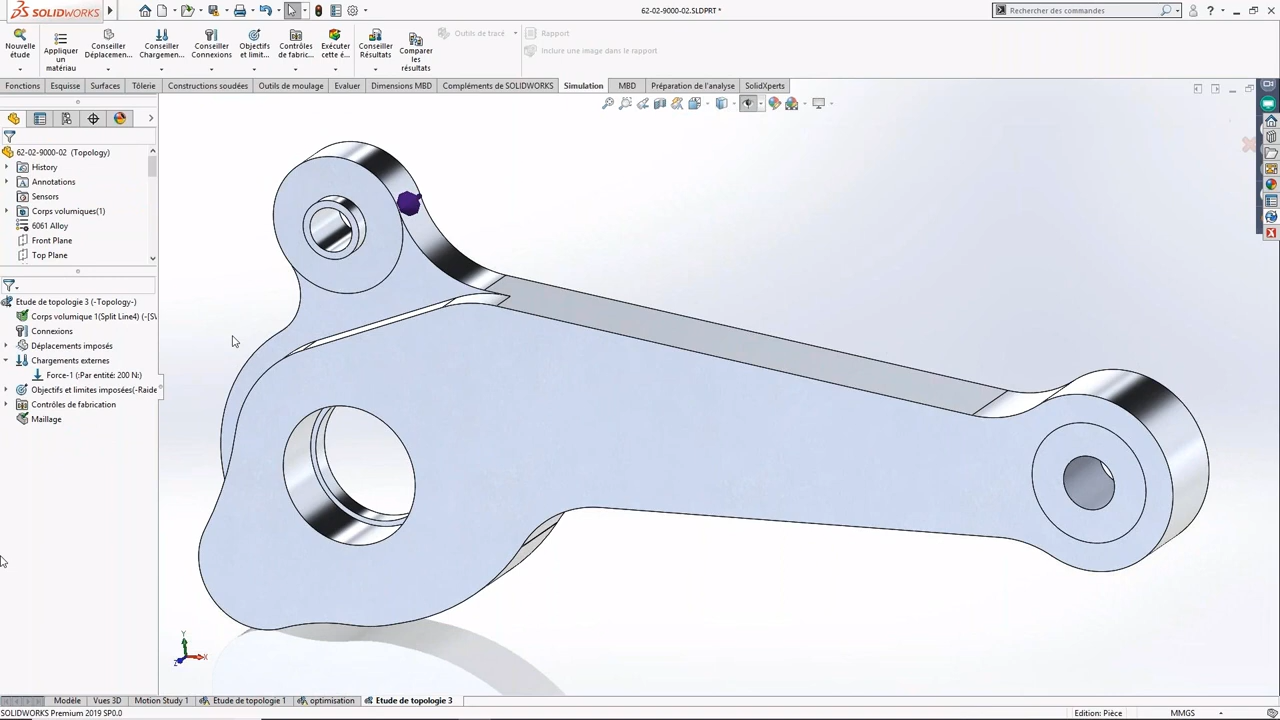 SOLIDWORKS
62-02-9000-02.SLDPRT *
Rechercher des commandes
Nouvelle étude
Appliquer un matériau
Conseiller Déplacemen...
Conseiller Chargemen...
Conseiller Connexions
Objectifs et limit...
Contrôles de fabric...
Exécuter cette é...
Conseiller Résultats
Comparer les résultats
Outils de tracé
Rapport
Inclure une image dans le rapport
Fonctions
Esquisse
Surfaces
Tôlerie
Constructions soudées
Outils de moulage
Evaluer
Dimensions MBD
Compléments de SOLIDWORKS
Simulation
MBD
Préparation de l'analyse
SolidXperts
62-02-9000-02 (Topology)
History
Annotations
Sensors
Corps volumiques(1)
6061 Alloy
Front Plane
Top Plane
Etude de topologie 3 (-Topology-)
Corps volumique 1(Split Line4) (-[SV
Connexions
Déplacements imposés
Chargements externes
Force-1 (:Par entité: 200 N:)
Objectifs et limites imposées(-Raide
Contrôles de fabrication
Maillage
Y
X
Z
Modèle
Vues 3D
Motion Study 1
Etude de topologie 1
optimisation
Etude de topologie 3
SOLIDWORKS Premium 2019 SP0.0
Edition: Pièce
MMGS